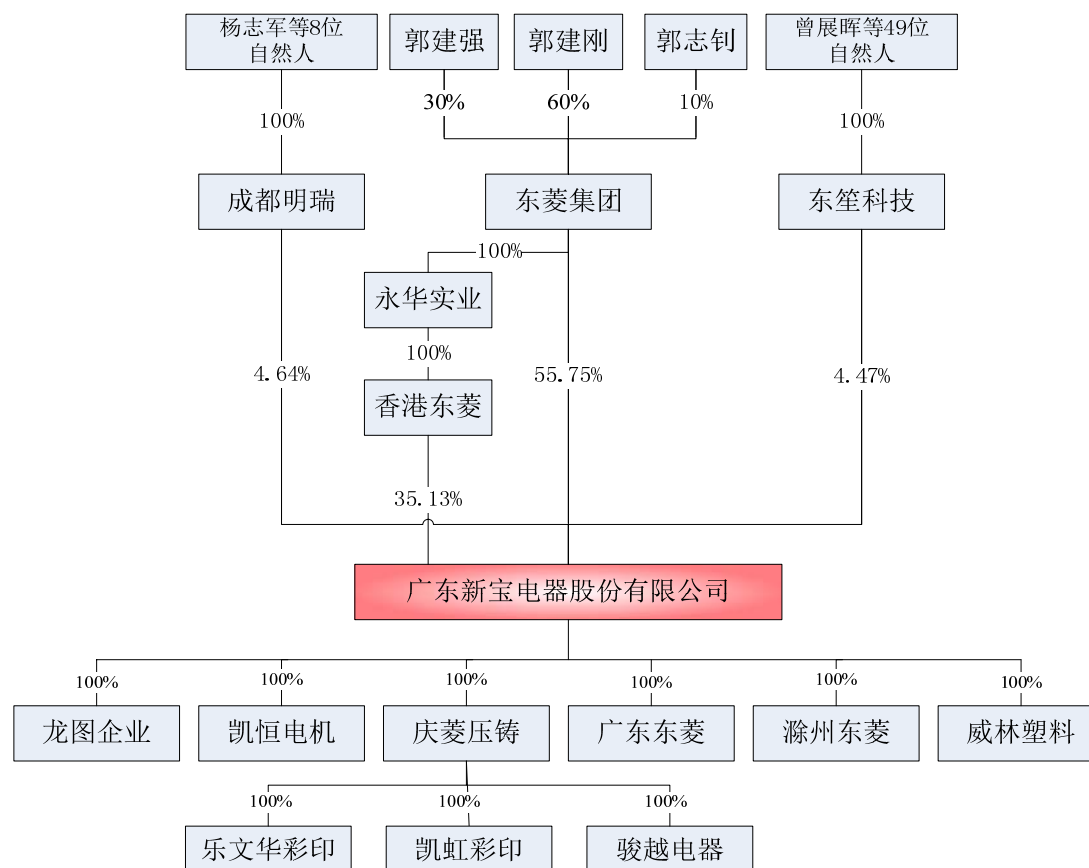 杨志军等8位
自然人
郭建强
郭建刚
郭志钊
曾展晖等49位
自然人
30%
60%
10%
100%
100%
成都明瑞
东菱集团
东笙科技
100%
永华实业
100%
4.64%
55.75%
4.47%
香港东菱
35.13%
广东新宝电器股份有限公司
100%
100%
100%
100%
100%
100%
龙图企业
凯恒电机
庆菱压铸
广东东菱
滁州东菱
威林塑料
100%
100%
100%
乐文华彩印
凯虹彩印
骏越电器